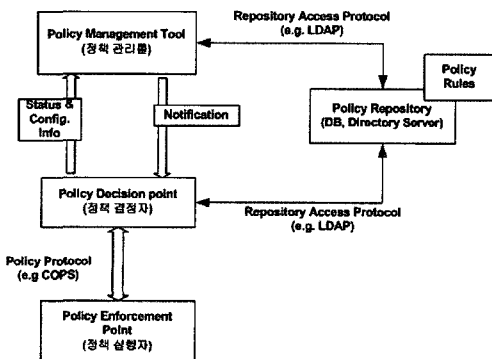 Repository Access Protocol
(e.g. LDAP)
Policy Management Tool
(정책 관리툴)
Policy
Rules
Status &
Config.
Info
Notification
Policy Repository
(DB, Directory Server)
Policy Decision point
(정책 결정자)
Repository Access Protocol
(e.g. LDAP)
Policy Protocol
(e.g COPS)
Policy Enforcement
Point
(정책 실행자)